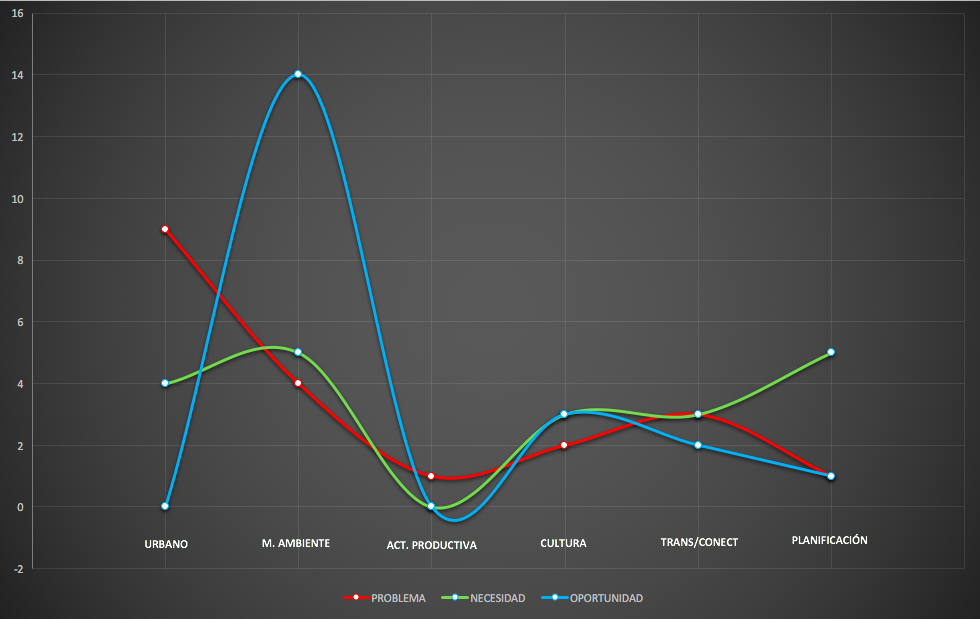 16
14
12
10
8
6
4
2
0
-2
URBANO
M. AMBIENTE
ACT. PRODUCTIVA
CULTURA
TRANS/CONECT
PLANIFICACIÓN
PROBLEMA NECESIDAD OPORTUNIDAD